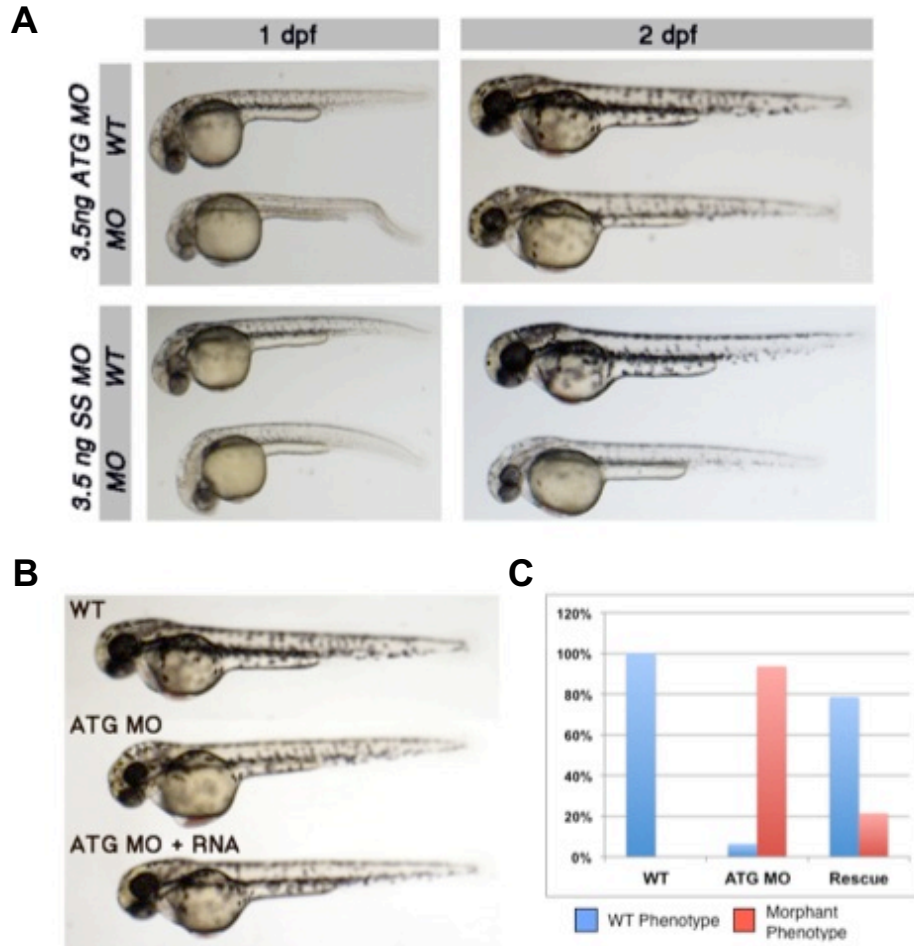 A
1 dpf
2 dpf
3.5ng ATG MO
WT
MO
3.5 ng SS MO
WT
MO
B
WT
ATG MO
ATG MO + RNA
C
120%
100%
80%
60%
40%
20%
0%
WT
ATG MO
Rescue
WT Phenotype
Morphant
Phenotype